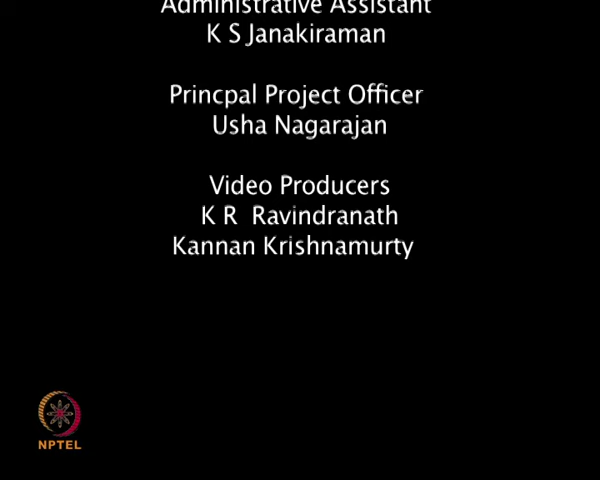 Administrative Assistant
K S Janakiraman
Princpal Project Officer
Usha Nagarajan
Video Producers
K R Ravindranath
Kannan Krishnamurty
NPTEL